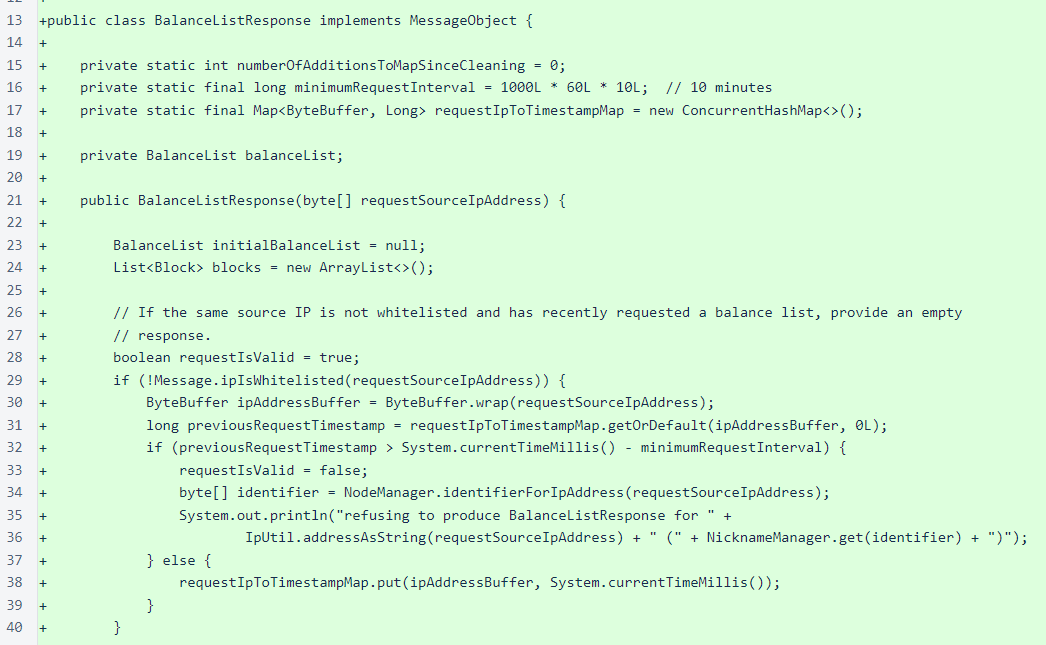 12 +
13 +public class BalanceListResponse implements MessageObject {
14 +
15 +    private static int numberOfAdditionsToMapSinceCleaning = 0;
16 +    private static final long minimumRequestInterval = 1000L * 60L * 10L;  // 10 minutes
17 +    private static final Map<ByteBuffer, Long> requestIpToTimestampMap = new ConcurrentHashMap<>();
18 +
19 +    private BalanceList balanceList;
20 +
21 +    public BalanceListResponse(byte[] requestSourceIpAddress) {
22 +
23 +        BalanceList initialBalanceList = null;
24 +        List<Block> blocks = new ArrayList<>();
25 +
26 +        // If the same source IP is not whitelisted and has recently requested a balance list, provide an empty
27 +        // response.
28 +        boolean requestIsValid = true;
29 +        if (!Message.ipIsWhitelisted(requestSourceIpAddress)) {
30 +            ByteBuffer ipAddressBuffer = ByteBuffer.wrap(requestSourceIpAddress);
31 +            long previousRequestTimestamp = requestIpToTimestampMap.getOrDefault(ipAddressBuffer, 0L);
32 +            if (previousRequestTimestamp > System.currentTimeMillis() - minimumRequestInterval) {
33 +                requestIsValid = false;
34 +                byte[] identifier = NodeManager.identifierForIpAddress(requestSourceIpAddress);
35 +                System.out.println("refusing to produce BalanceListResponse for " +
36 +                        IpUtil.addressAsString(requestSourceIpAddress) + " (" + NicknameManager.get(identifier) + ")");
37 +            } else {
38 +                requestIpToTimestampMap.put(ipAddressBuffer, System.currentTimeMillis());
39 +            }
40 +        }